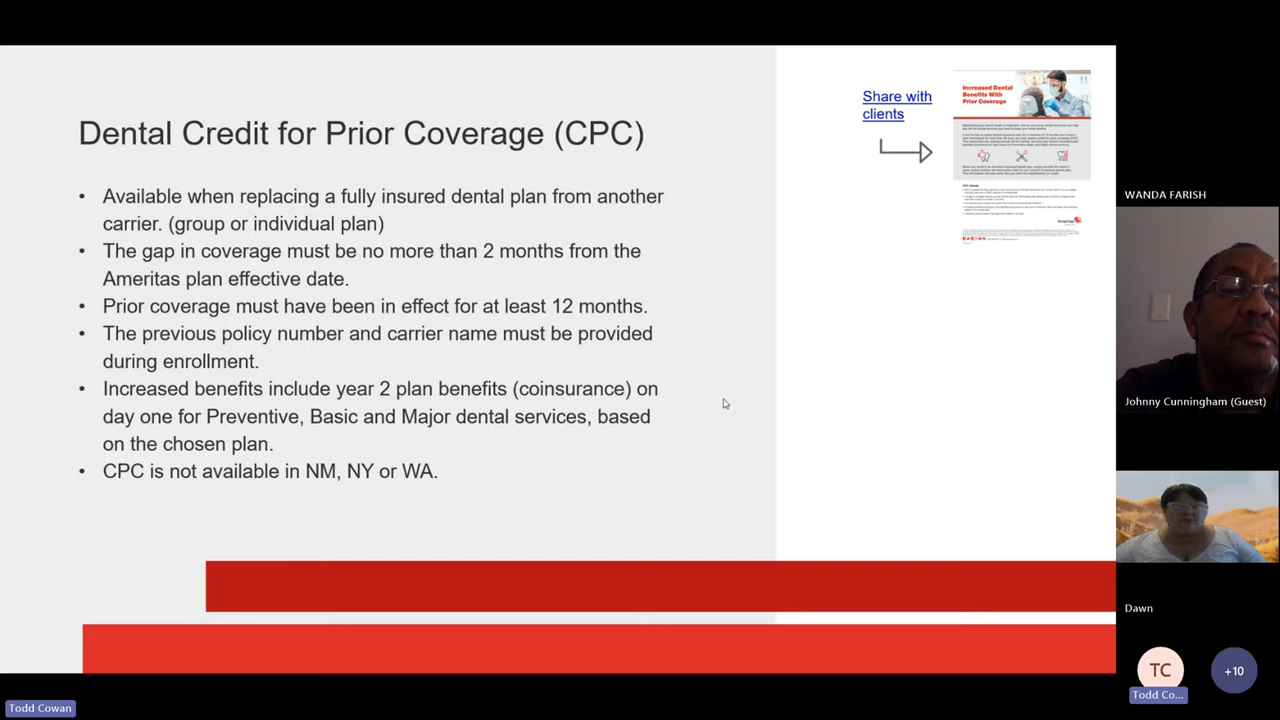 Dental Credit for Prior Coverage (CPC)
• Available when replacing a fully insured dental plan from another
carrier. (group or individual plan)
• The gap in coverage must be no more than 2 months from the
Ameritas plan effective date.
• Prior coverage must have been in effect for at least 12 months.
• The previous policy number and carrier name must be provided
during enrollment.
• Increased benefits include year 2 plan benefits (coinsurance) on
day one for Preventive, Basic and Major dental services, based
on the chosen plan.
• CPC is not available in NM, NY or WA.
Share with
clients
Increased Dental
Benefits With
Prior Coverage
Ameritas
WANDA FARISH
Johnny Cunningham (Guest)
Dawn
TC
+10
Todd Co...
Todd Cowan